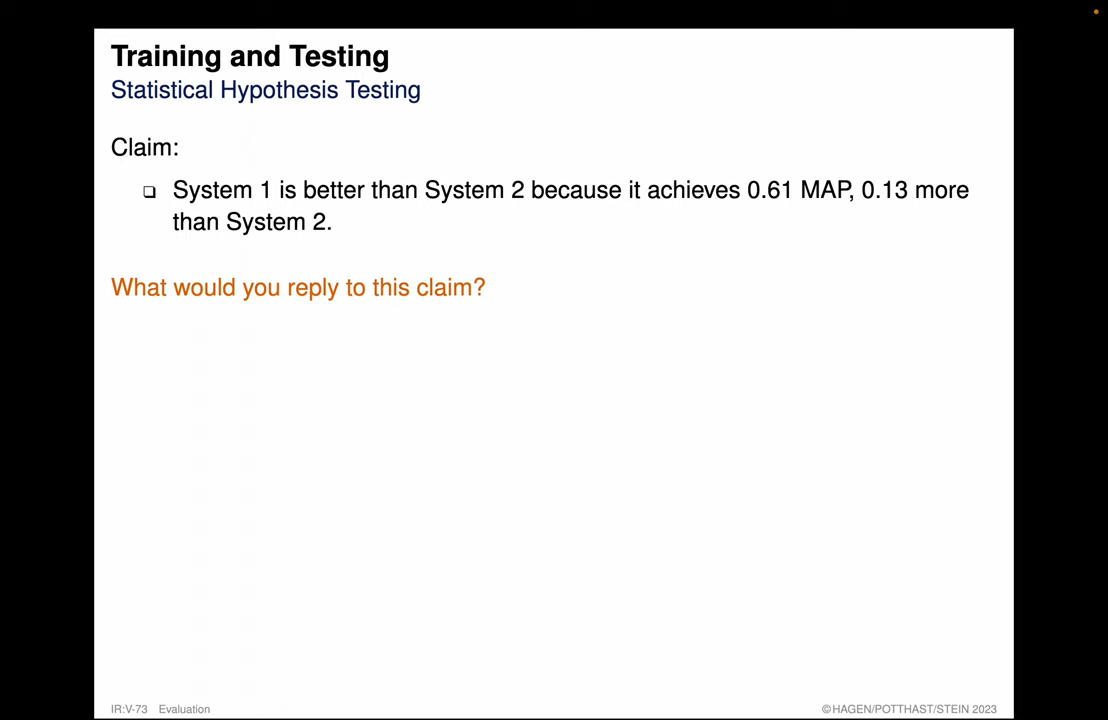 Training and Testing
Statistical Hypothesis Testing
Claim:
❏ System 1 is better than System 2 because it achieves 0.61 MAP, 0.13 more
than System 2.
What would you reply to this claim?
IR:V-73 Evaluation
©HAGEN/POTTHAST/STEIN 2023